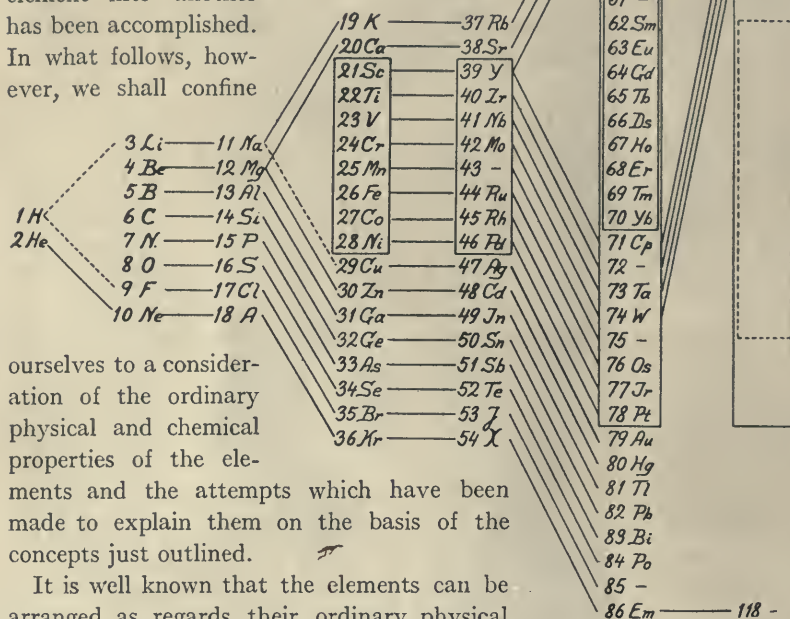 element into another
has been accomplished.
In what follows, how-
ever, we shall confine
1 H
2 He
3 Li
4 Be
5 B
6 C
7 N
8 O
9 F
10 Ne
11 Na
12 Mg
13 Al
14 Si
15 P
16 S
17 Cl
18 A
19 K
20 Ca
21 Sc
22 Ti
23 V
24 Cr
25 Mn
26 Fe
27 Co
28 Ni
29 Cu
30 Zn
31 Ga
32 Ge
33 As
34 Se
35 Br
36 Kr
37 Rb
38 Sr
39 Y
40 Zr
41 Nb
42 Mo
43 -
44 Ru
45 Rh
46 Pd
47 Ag
48 Cd
49 Jn
50 Sn
51 Sb
52 Te
53 J
54 X
61 -
62 Sm
63 Eu
64 Gd
65 Tb
66 Ds
67 Ho
68 Er
69 Tm
70 Yb
71 Cp
72 -
73 Ta
74 W
75 -
76 Os
77 Jr
78 Pt
79 Au
80 Hg
81 Tl
82 Pb
83 Bi
84 Po
85 -
86 Em
118 -
ourselves to a consider-
ation of the ordinary
physical and chemical
properties of the ele-
ments and the attempts which have been
made to explain them on the basis of the
concepts just outlined.
It is well known that the elements can be
arranged as regards their ordinary physical